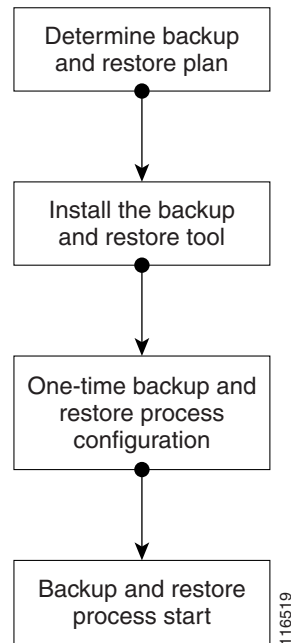 Determine backup
and restore plan
Install the backup
and restore tool
One-time backup and
restore process
configuration
Backup and restore
process start
116519